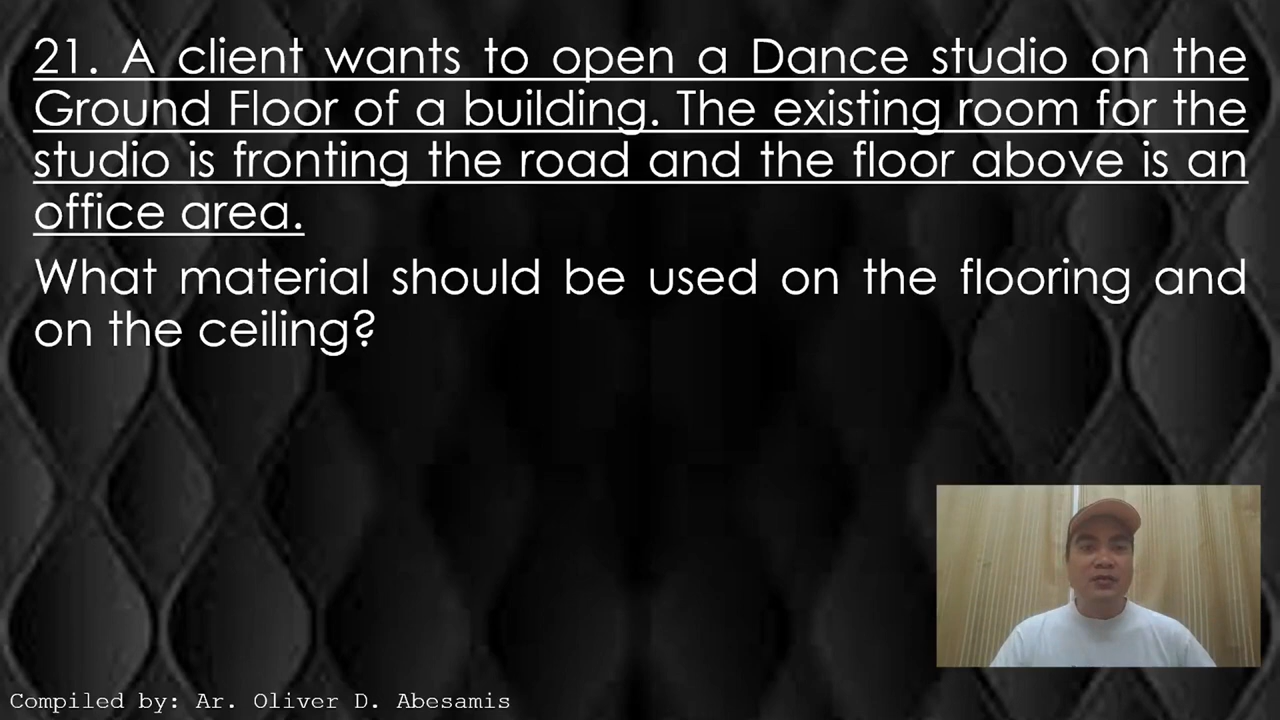 21. A client wants to open a Dance studio on the
Ground Floor of a building. The existing room for the
studio is fronting the road and the floor above is an
office area.
What material should be used on the flooring and
on the ceiling?
Compiled by: Ar. Oliver D. Abesamis